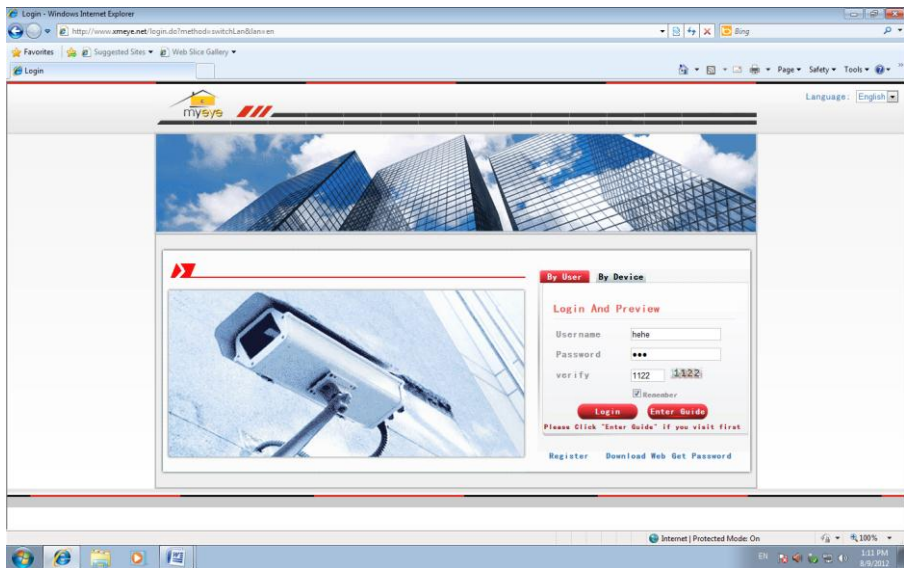 Login - Windows Internet Explorer
http://www.xmeye.net/login.do?method=switchLan&lan=en
Bing
Favorites Suggested Sites Web Slice Gallery
Login
Page Safety Tools
Language: English
myeye
By User By Device
Login And Preview
Username hehe
Password •••
verify 1122 1122
Remember
Login Enter Guide
Please Click "Enter Guide" if you visit first
Register Download Web Get Password
Internet | Protected Mode: On 100%
EN 1:11 PM
8/9/2012